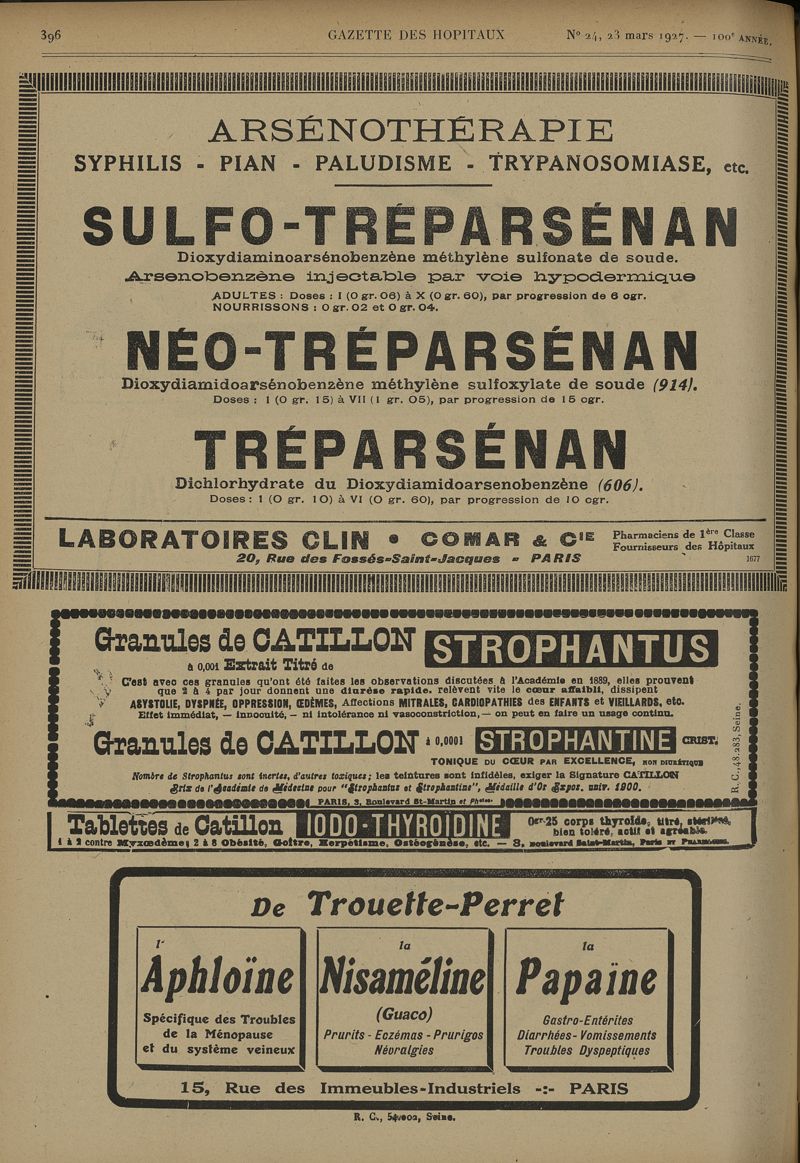 396
GAZETTE DES HOPITAUX
N° 24, 23 mars 1927. — 100e ANNÉE.
ARSÉNOTHÉRAPIE
SYPHILIS - PIAN - PALUDISME - TRYPANOSOMIASE, etc.
SULFO-TRÉPARSÉNAN
Dioxydiaminoarsénobenzène méthylène sulfonate de soude.
Arsenobenzène injectable par voie hypodermique
ADULTES : Doses : I (0 gr. 06) à X (0 gr. 60), par progression de 6 cgr.
NOURRISSONS : 0 gr. 02 et 0 gr. 04.
NÉO-TRÉPARSÉNAN
Dioxydiamidoarsénobenzène méthylène sulfoxylate de soude (914).
Doses : I (0 gr. 15) à VII (1 gr. 05), par progression de 15 cgr.
TRÉPARSÉNAN
Dichlorhydrate du Dioxydiamidoarsenobenzène (606).
Doses : I (0 gr. 10) à VI (0 gr. 60), par progression de 10 cgr.
LABORATOIRES CLIN • COMAR & CIE
Pharmaciens de 1ère Classe
Fournisseurs des Hôpitaux
20, Rue des Fossés-Saint-Jacques - PARIS
1677
Granules de CATILLON STROPHANTUS
à 0,001 Extrait Titré de
C'est avec ces granules qu'ont été faites les observations discutées à l'Académie en 1889, elles prouvent
que 2 à 4 par jour donnent une diurèse rapide, relèvent vite le cœur affaibli, dissipent
ASYSTOLIE, DYSPNÉE, OPPRESSION, ŒDÈMES, Affections MITRALES, CARDIOPATHIES des ENFANTS et VIEILLARDS, etc.
Effet immédiat, — innocuité, — ni intolérance ni vasoconstriction, — on peut en faire un usage continu.
Granules de CATILLON à 0,0001 STROPHANTINE CRIST.
TONIQUE DU CŒUR PAR EXCELLENCE, NON DIURÉTIQUE
Nombre de Strophantus sont inertes, d'autres toxiques ; les teintures sont infidèles, exiger la Signature CATILLON
Prix de l'Académie de Médecine pour "Strophantus et Strophantine", Médaille d'Or Expos. univ. 1900.
PARIS, 3, Boulevard St-Martin et Phies.
R. C., 48.283, Seine.
Tablettes de Catillon IODO-THYROÏDINE
0gr.25 corps thyroïde, titré, stérilisé,
bien toléré, actif et agréable.
1 à 2 contre Myxœdème; 2 à 8 Obésité, Goître, Herpétisme, Ostéogénèse, etc. — 3, Boulevard Saint-Martin, Paris et Pharmacies.
De Trouette-Perret
l'
Aphloïne
Spécifique des Troubles
de la Ménopause
et du système veineux
la
Nisaméline
(Guaco)
Prurits - Eczémas - Prurigos
Névralgies
la
Papaïne
Gastro-Entérites
Diarrhées - Vomissements
Troubles Dyspeptiques
15, Rue des Immeubles-Industriels -:- PARIS
R. C., Seine.